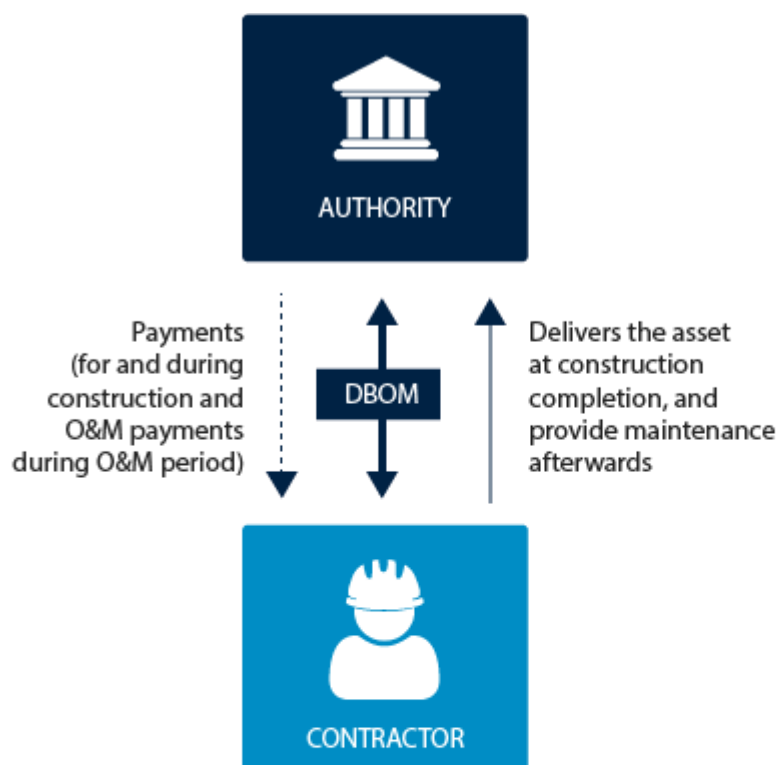 AUTHORITY
Payments
(for and during
construction and
O&M payments
during O&M period)
DBOM
Delivers the asset
at construction
completion, and
provide maintenance
afterwards
CONTRACTOR